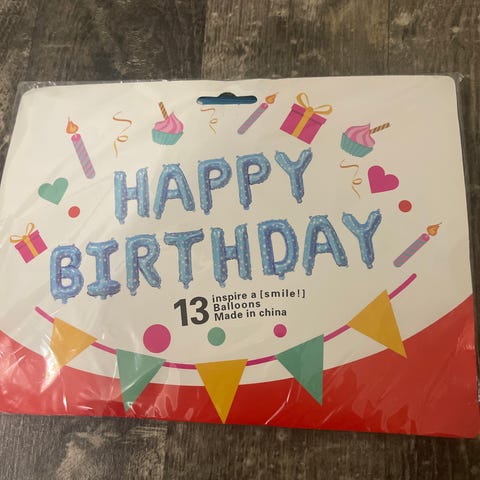 HAPPY
BIRTHDAY
13 inspire a [smile!]
Balloons
Made in china